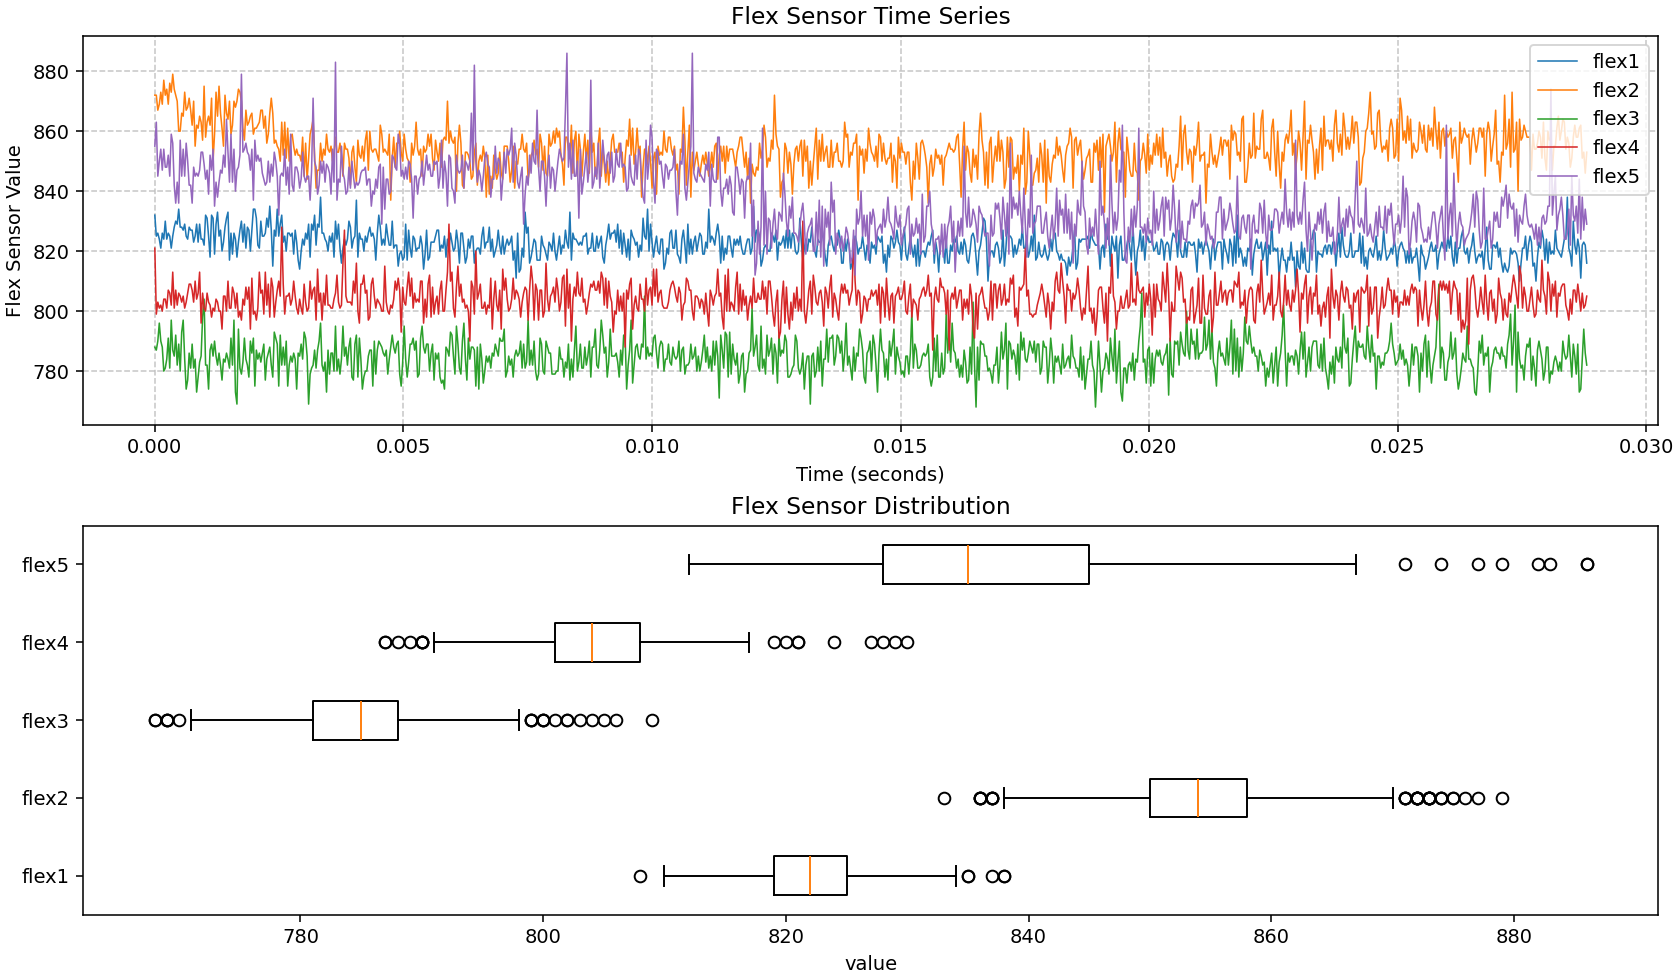 Flex Sensor Time Series
Flex Sensor Value
880
860
840
820
800
780
flex1
flex2
flex3
flex4
flex5
0.000 0.005 0.010 0.015 0.020 0.025 0.030
Time (seconds)
Flex Sensor Distribution
flex5
flex4
flex3
flex2
flex1
780 800 820 840 860 880
value